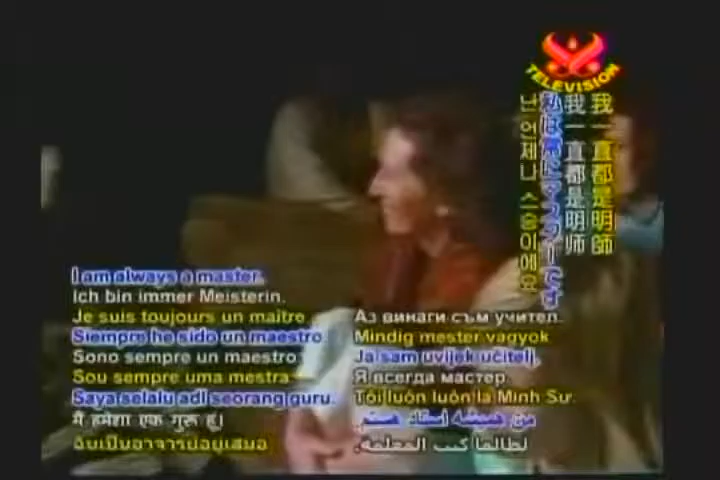 TELEVISION
我一直都是明師
我一直都是明师
私は常にマスターです
난 언제나 스승이에요
I am always a master.
Ich bin immer Meisterin.
Je suis toujours un maître
Siempre he sido un maestro.
Sono sempre un maestro
Sou sempre uma mestra
Saya selalu adl seorang guru.
मैं हमेशा एक गुरू हूं।
ฉันเป็นอาจารย์อยู่เสมอ
Аз винаги съм учител.
Mindig mester vagyok
Ja sam uvijek učitelj.
Я всегда мастер.
Tôi luôn luôn là Minh Sư.
من همیشه استاد هستم.
لطالما كنت المعلمة.